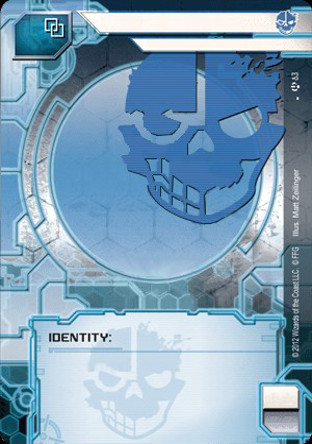 63
IDENTITY:
© 2012 Wizards of the Coast LLC. © FFG Illus. Matt Zeilinger